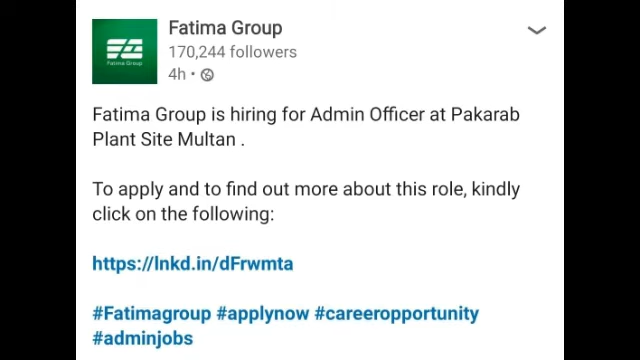 Fatima Group
Fatima Group
170,244 followers
4h •
Fatima Group is hiring for Admin Officer at Pakarab
Plant Site Multan .
To apply and to find out more about this role, kindly
click on the following:
https://lnkd.in/dFrwmta
#Fatimagroup #applynow #careeropportunity
#adminjobs